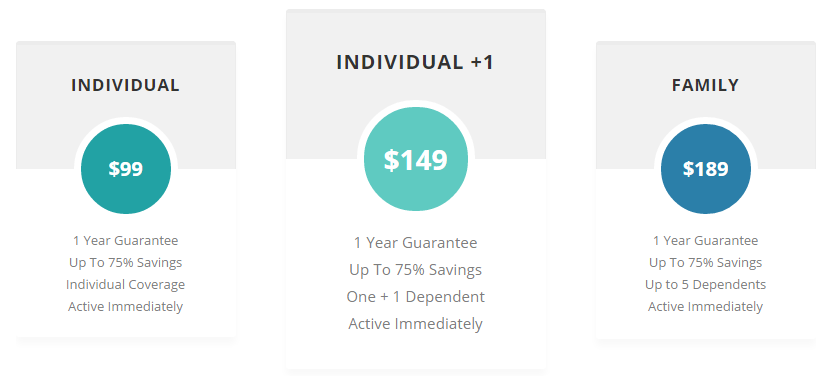 INDIVIDUAL
$99
1 Year Guarantee
Up To 75% Savings
Individual Coverage
Active Immediately
INDIVIDUAL +1
$149
1 Year Guarantee
Up To 75% Savings
One + 1 Dependent
Active Immediately
FAMILY
$189
1 Year Guarantee
Up To 75% Savings
Up to 5 Dependents
Active Immediately